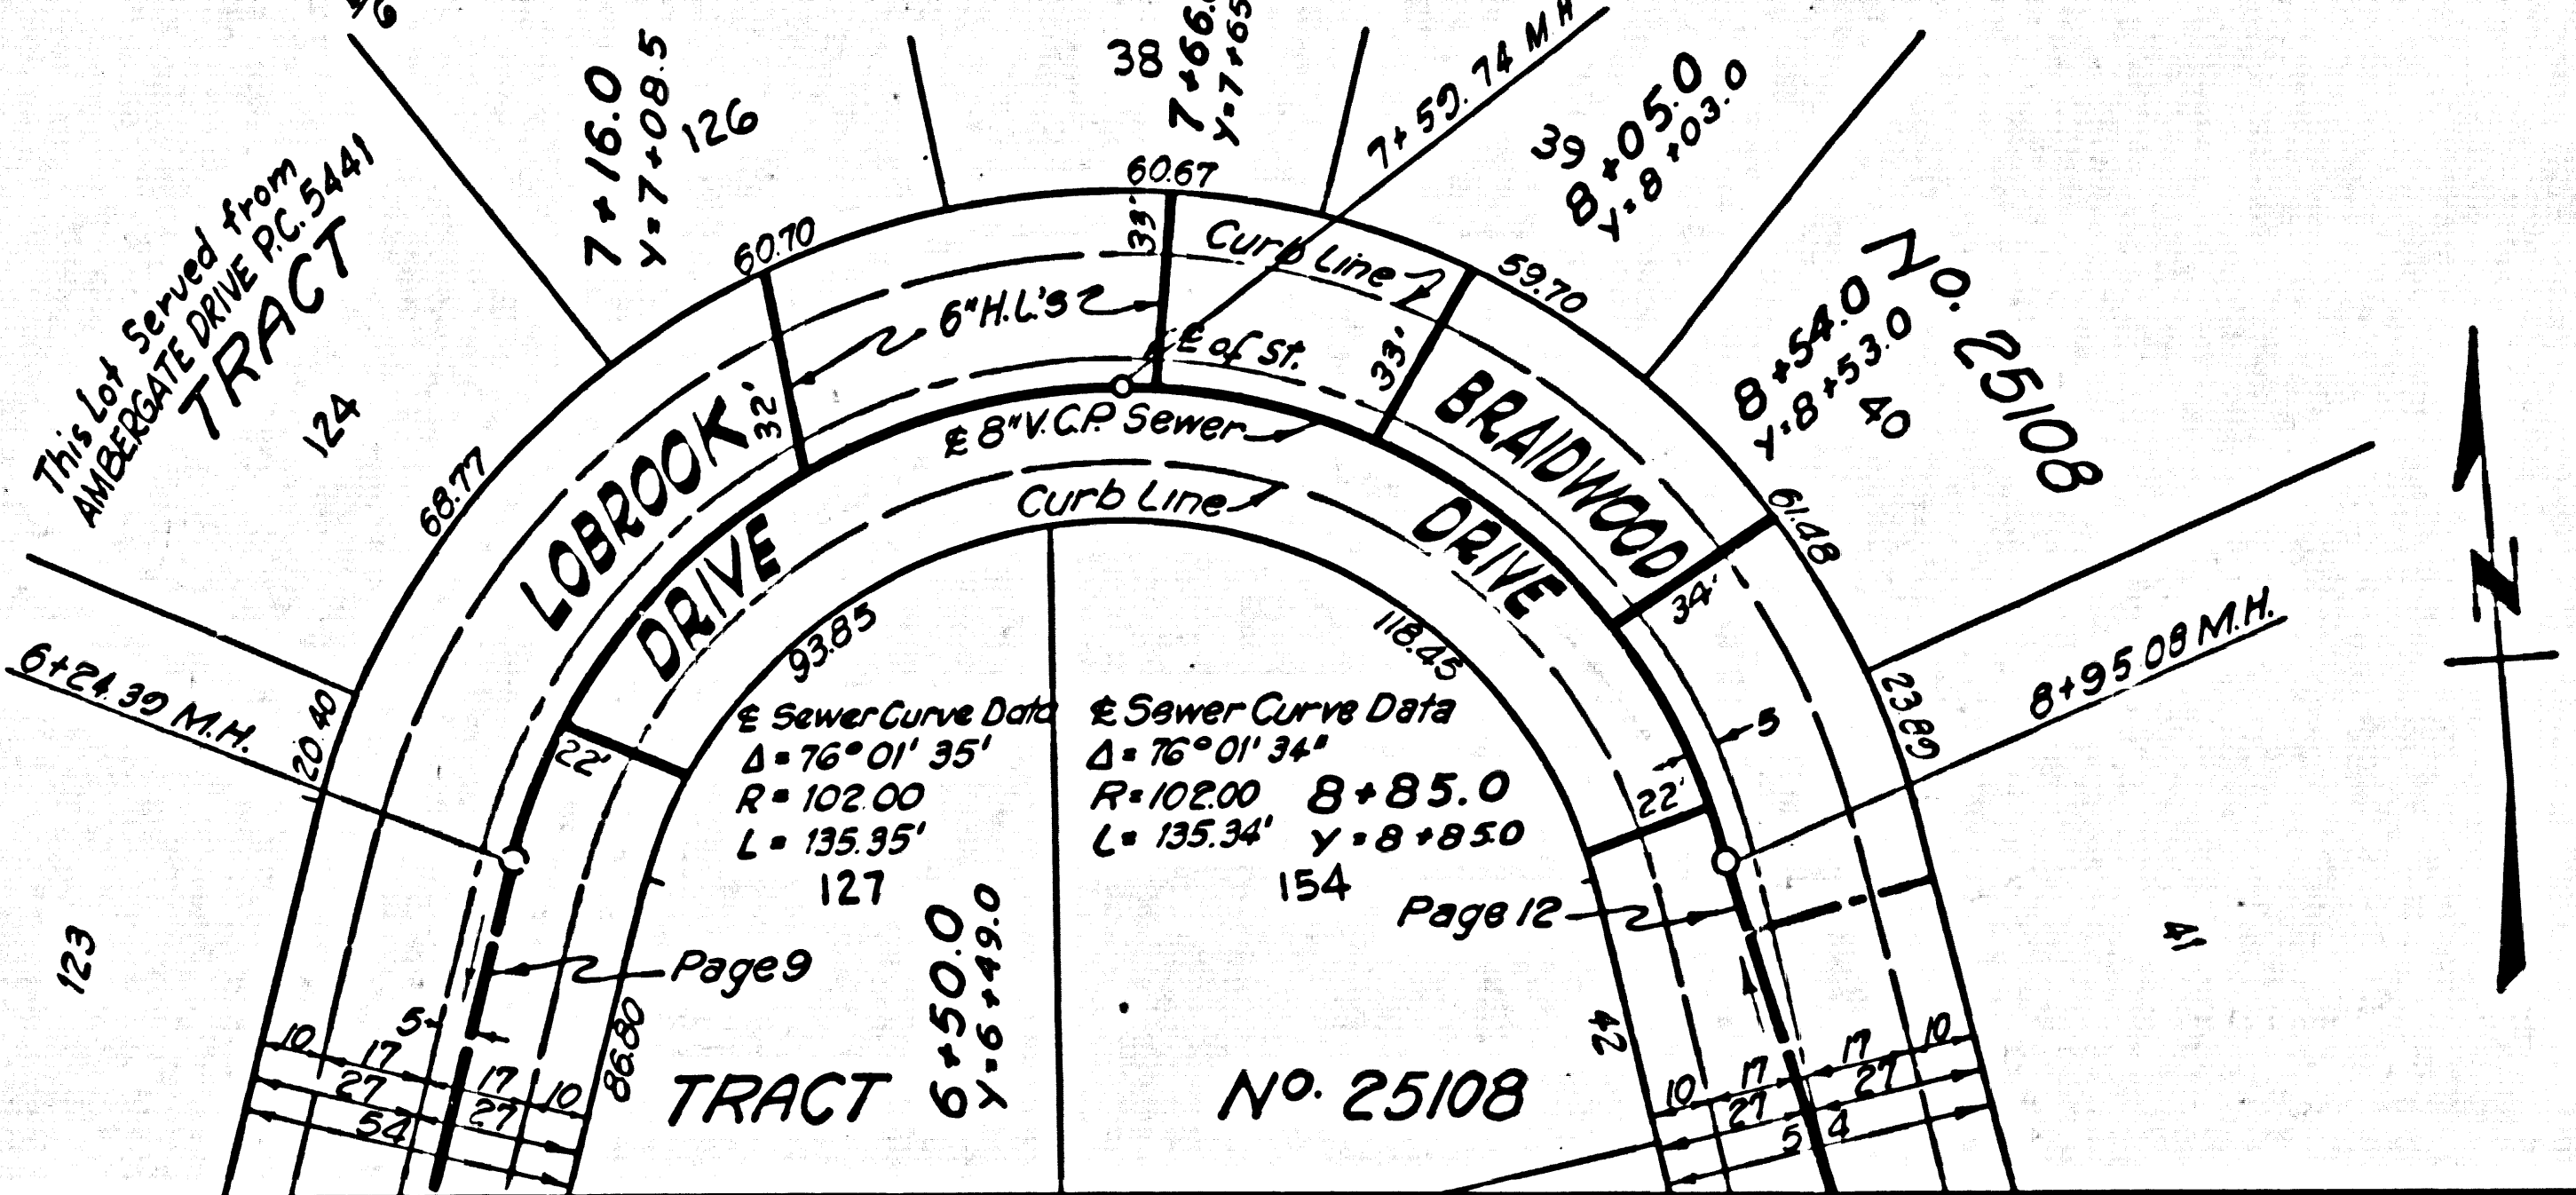 7+16.0
Y=7+08.5
126
38
7+66.
Y=7+65
7+59.74 M.H
39
8+05.0
Y=8+03.0
No. 25108
8+54.0
Y=8+53.0
40
This Lot Served from
AMBERGATE DRIVE P.C. 5441
TRACT
124
68.77
60.70
60.67
59.70
61.48
23.89
33'
Curb Line
6"H.L.'s
℄ of St.
33'
32'
LOBROOK
DRIVE
℄ 8" V.C.P. Sewer
Curb Line
BRAIDWOOD
DRIVE
34'
N
6+24.39 M.H.
20.40
93.85
118.45
8+95.08 M.H.
22'
℄ Sewer Curve Data
Δ = 76° 01' 35'
R = 102.00
L = 135.35'
127
℄ Sewer Curve Data
Δ = 76° 01' 34"
R = 102.00
L = 135.34'
8+85.0
Y=8+85.0
154
22'
5
Page 12
123
Page 9
5
86.80
6+50.0
Y=6+49.0
42
41
TRACT
No. 25108
10
17
17
10
27
27
54
10
17
17
10
27
27
54